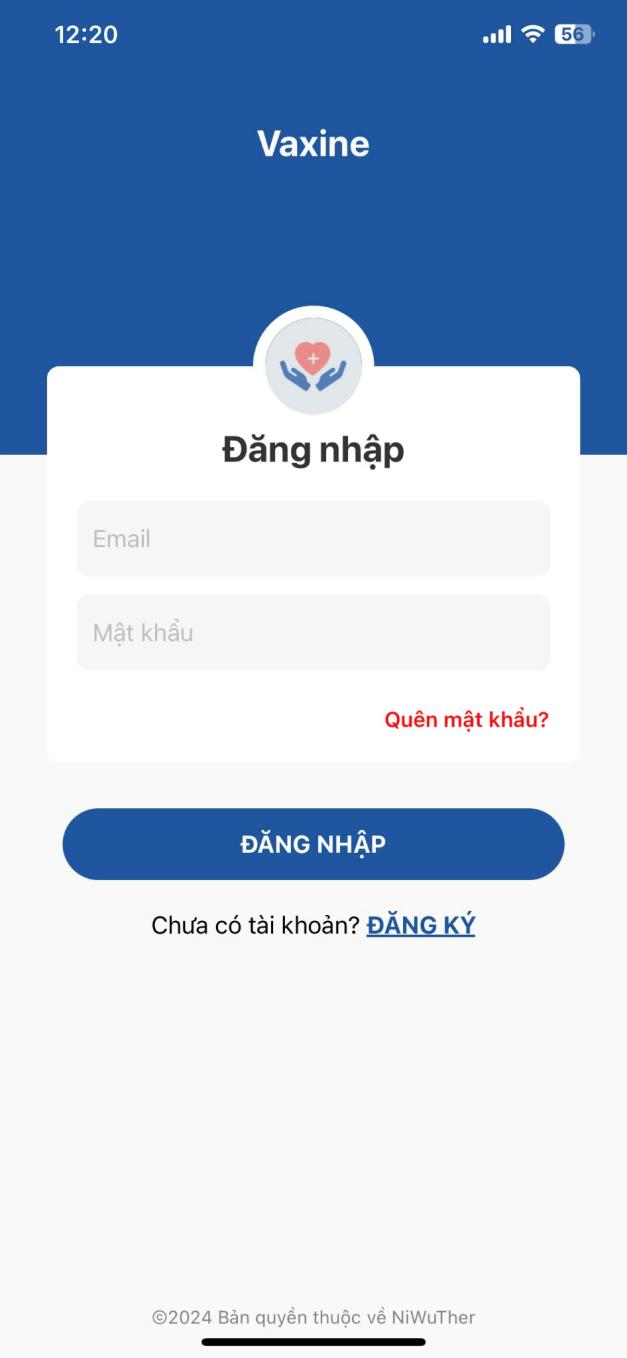 12:20
56
Vaxine
Đăng nhập
Email
Mật khẩu
Quên mật khẩu?
ĐĂNG NHẬP
Chưa có tài khoản? ĐĂNG KÝ
©2024 Bản quyền thuộc về NiWuTher